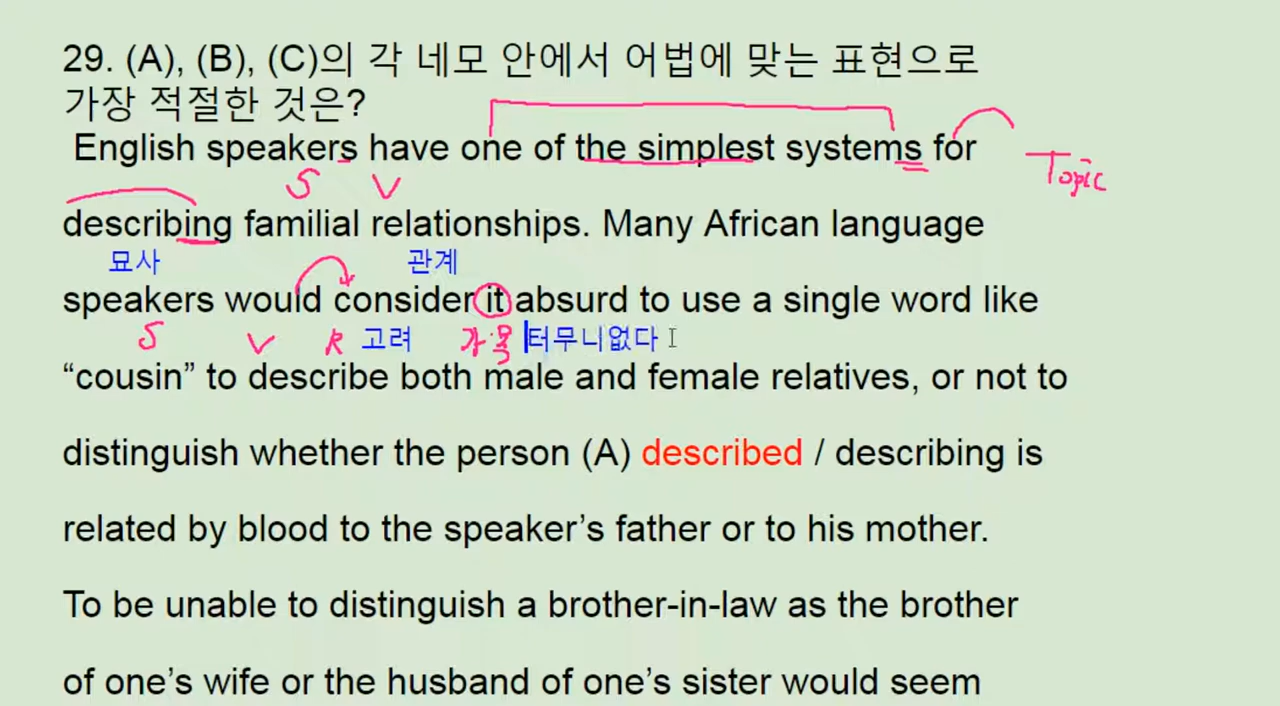 29. (A), (B), (C)의 각 네모 안에서 어법에 맞는 표현으로
가장 적절한 것은?
English speakers have one of the simplest systems for
Topic
S V
describing familial relationships. Many African language
묘사 관계
speakers would consider it absurd to use a single word like
S V R 고려 가·목 터무니없다
“cousin” to describe both male and female relatives, or not to
distinguish whether the person (A) described / describing is
related by blood to the speaker’s father or to his mother.
To be unable to distinguish a brother-in-law as the brother
of one’s wife or the husband of one’s sister would seem